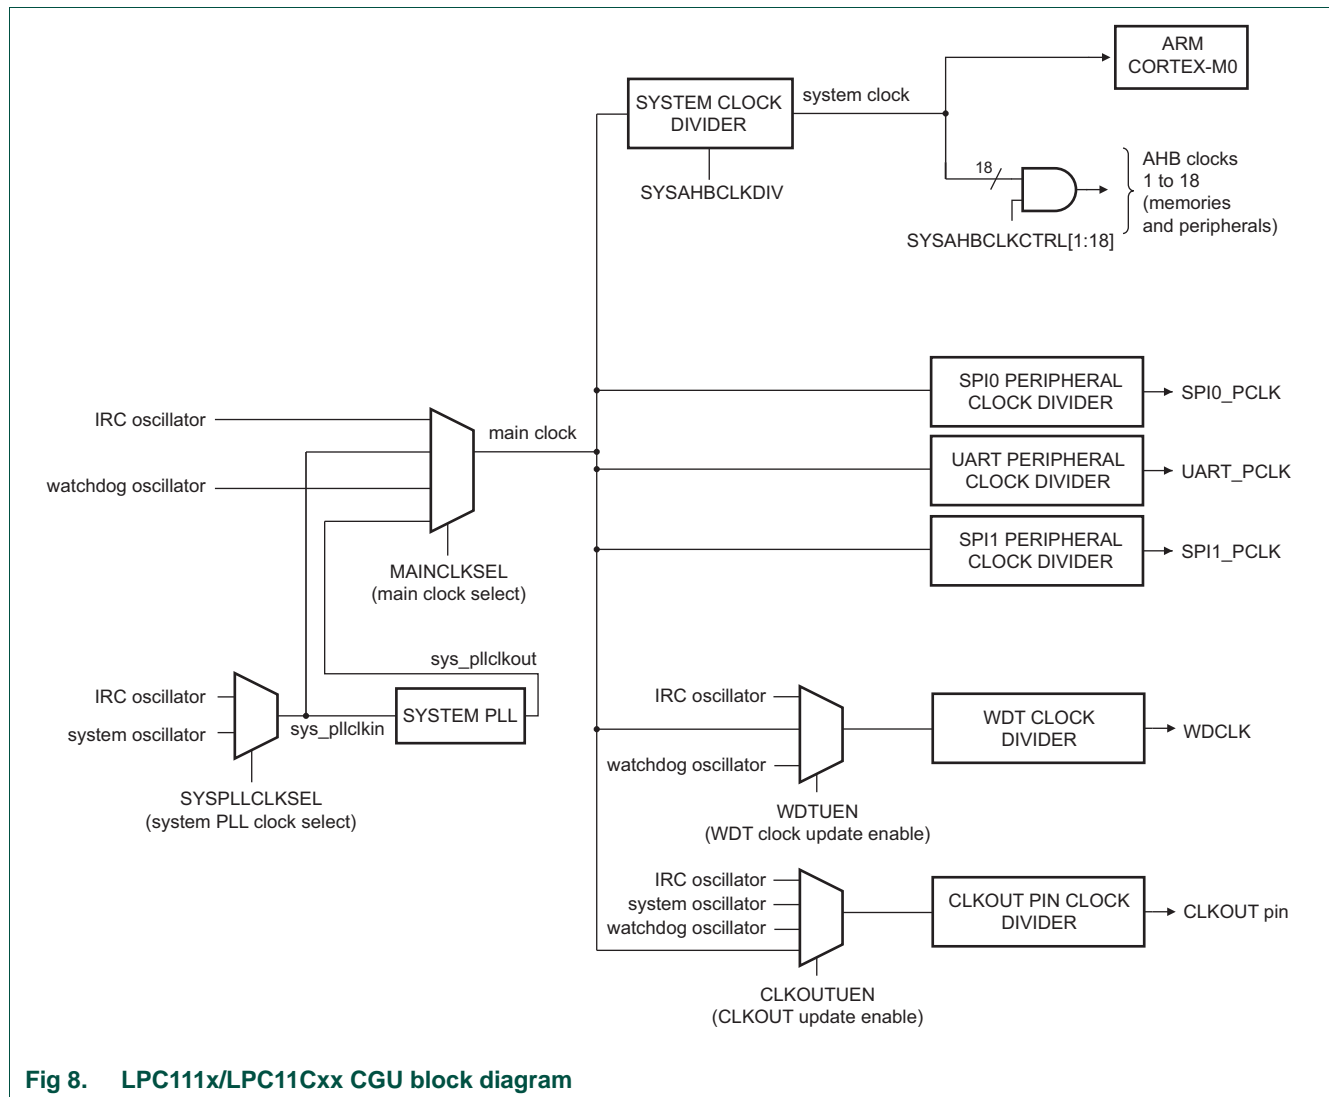 ARM
CORTEX-M0
SYSTEM CLOCK
DIVIDER
system clock
SYSAHBCLKDIV
18
AHB clocks
1 to 18
(memories
and peripherals)
SYSAHBCLKCTRL[1:18]
SPI0 PERIPHERAL
CLOCK DIVIDER
SPI0_PCLK
IRC oscillator
main clock
watchdog oscillator
UART PERIPHERAL
CLOCK DIVIDER
UART_PCLK
SPI1 PERIPHERAL
CLOCK DIVIDER
SPI1_PCLK
MAINCLKSEL
(main clock select)
sys_pllclkout
IRC oscillator
system oscillator
sys_pllclkin
SYSTEM PLL
SYSPLLCLKSEL
(system PLL clock select)
IRC oscillator
watchdog oscillator
WDT CLOCK
DIVIDER
WDCLK
WDTUEN
(WDT clock update enable)
IRC oscillator
system oscillator
watchdog oscillator
CLKOUT PIN CLOCK
DIVIDER
CLKOUT pin
CLKOUTUEN
(CLKOUT update enable)
Fig 8. LPC111x/LPC11Cxx CGU block diagram